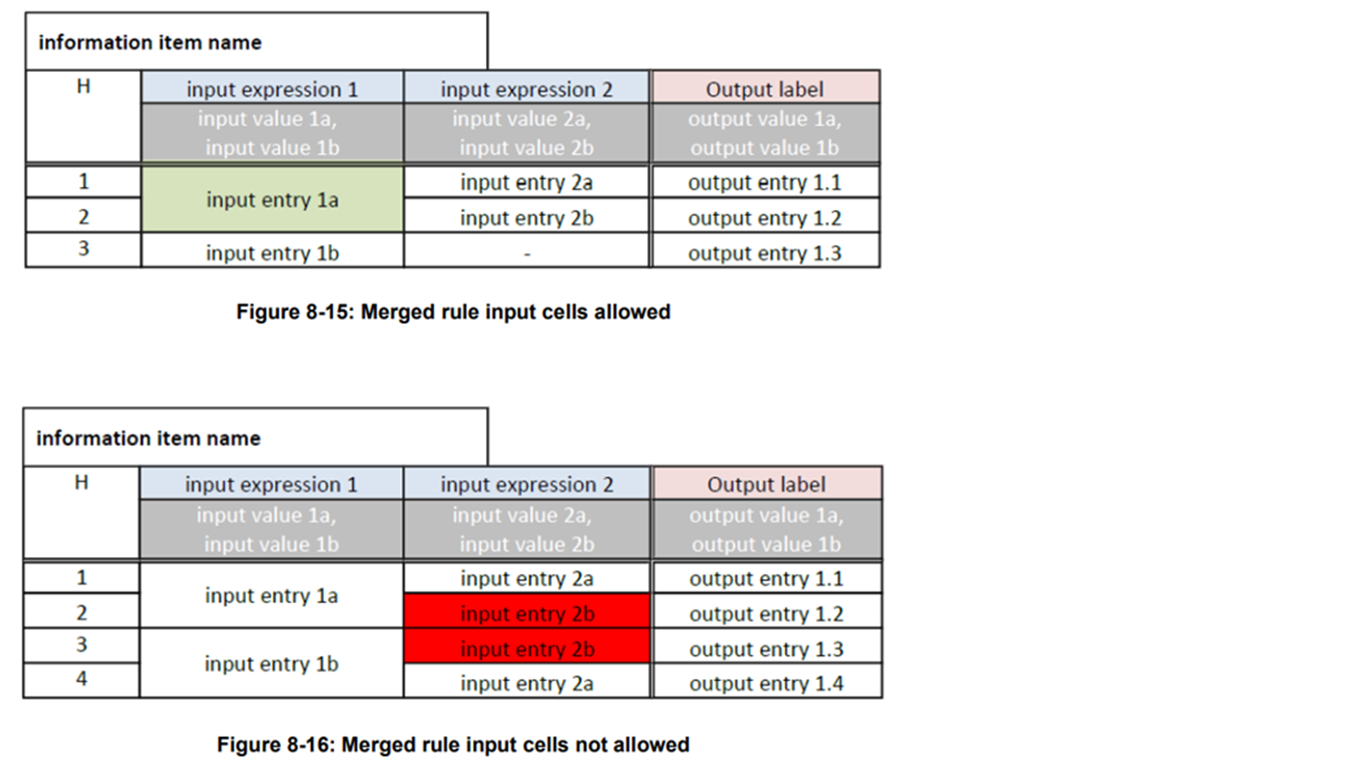 information item name
H input expression 1 input expression 2 Output label
input value 1a, input value 2a, output value 1a,
input value 1b input value 2b output value 1b
1 input entry 2a output entry 1.1
input entry 1a
2 input entry 2b output entry 1.2
3 input entry 1b - output entry 1.3
Figure 8-15: Merged rule input cells allowed
information item name
H input expression 1 input expression 2 Output label
input value 1a, input value 2a, output value 1a,
input value 1b input value 2b output value 1b
1 input entry 2a output entry 1.1
input entry 1a
2 input entry 2b output entry 1.2
3 input entry 2b output entry 1.3
input entry 1b
4 input entry 2a output entry 1.4
Figure 8-16: Merged rule input cells not allowed